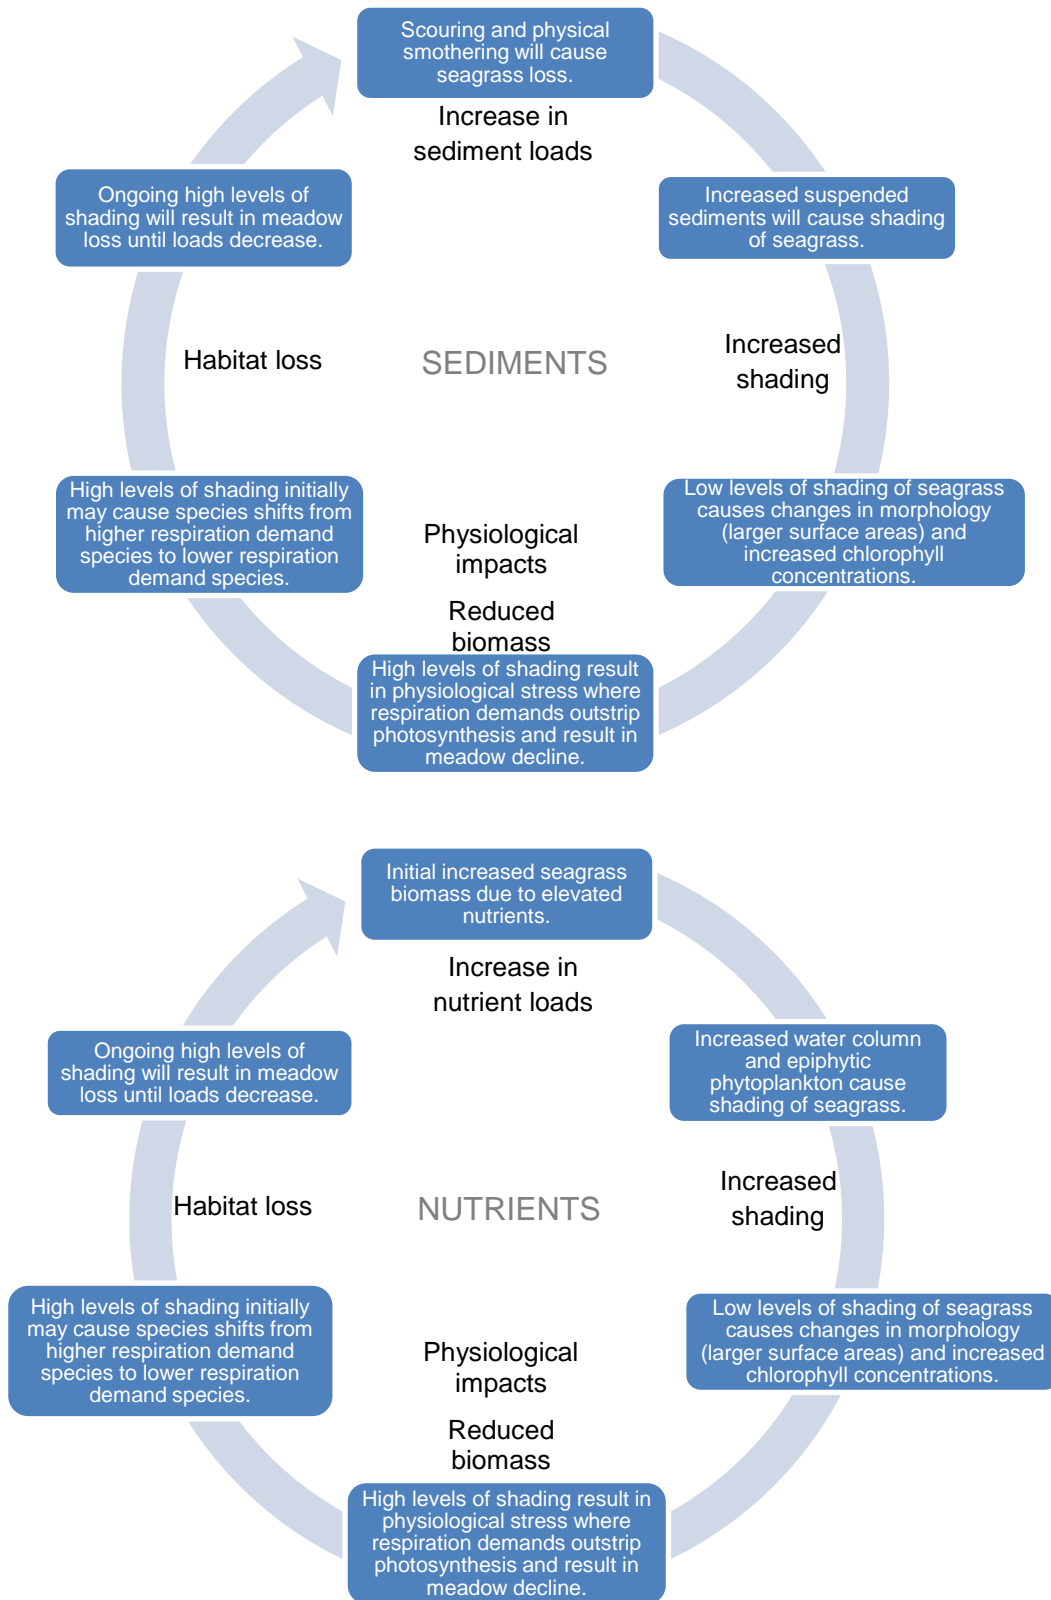 Scouring and physical
smothering will cause
seagrass loss.
Increase in
sediment loads
Increased suspended
sediments will cause shading
of seagrass.
Increased
shading
Low levels of shading of seagrass
causes changes in morphology
(larger surface areas) and
increased chlorophyll
concentrations.
Physiological
impacts
Reduced
biomass
High levels of shading result
in physiological stress where
respiration demands outstrip
photosynthesis and result in
meadow decline.
High levels of shading initially
may cause species shifts from
higher respiration demand
species to lower respiration
demand species.
Habitat loss
Ongoing high levels of
shading will result in meadow
loss until loads decrease.
SEDIMENTS
Initial increased seagrass
biomass due to elevated
nutrients.
Increase in
nutrient loads
Increased water column
and epiphytic
phytoplankton cause
shading of seagrass.
Increased
shading
Low levels of shading of seagrass
causes changes in morphology
(larger surface areas) and increased
chlorophyll concentrations.
Physiological
impacts
Reduced
biomass
High levels of shading result in
physiological stress where
respiration demands outstrip
photosynthesis and result in
meadow decline.
High levels of shading initially
may cause species shifts from
higher respiration demand
species to lower respiration
demand species.
Habitat loss
Ongoing high levels of
shading will result in meadow
loss until loads decrease.
NUTRIENTS